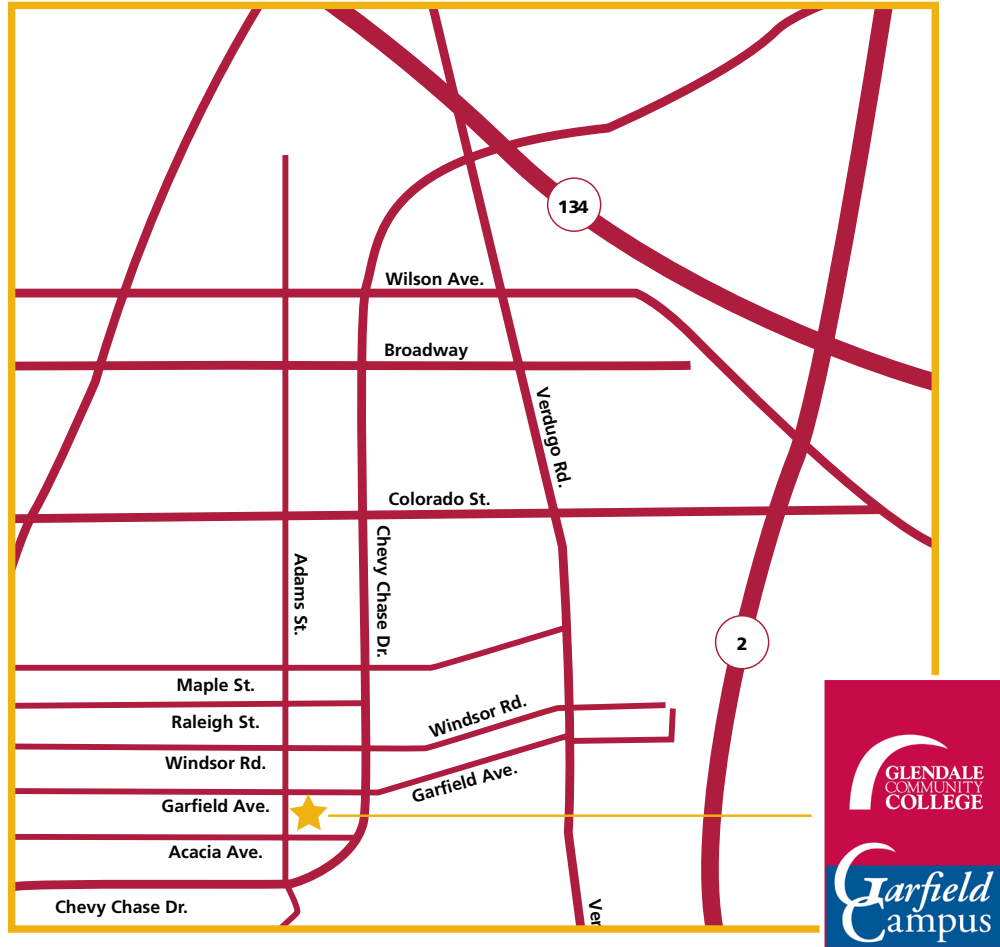 134
Wilson Ave.
Broadway
Verdugo Rd.
Colorado St.
Chevy Chase Dr.
Adams St.
2
Maple St.
Windsor Rd.
Raleigh St.
Windsor Rd.
Garfield Ave.
Garfield Ave.
GLENDALE
COMMUNITY
COLLEGE
Acacia Ave.
Garfield
Campus
Chevy Chase Dr.
Ver